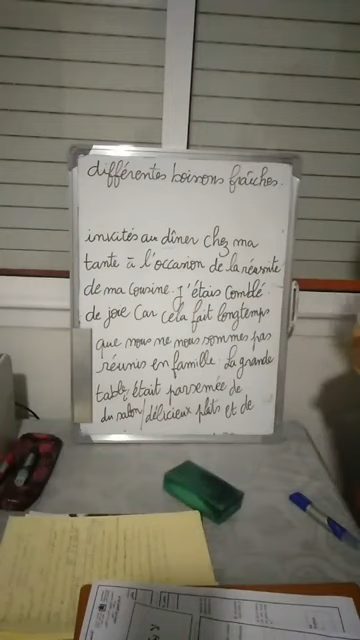 différentes boissons fraîches.
invités au dîner chez ma
tante à l'occasion de la réussite
de ma cousine. J'étais comblé
de joie car cela fait longtemps
que nous ne nous sommes pas
réunis en famille. La grande
table était parsemée de
du salon / délicieux plats et de